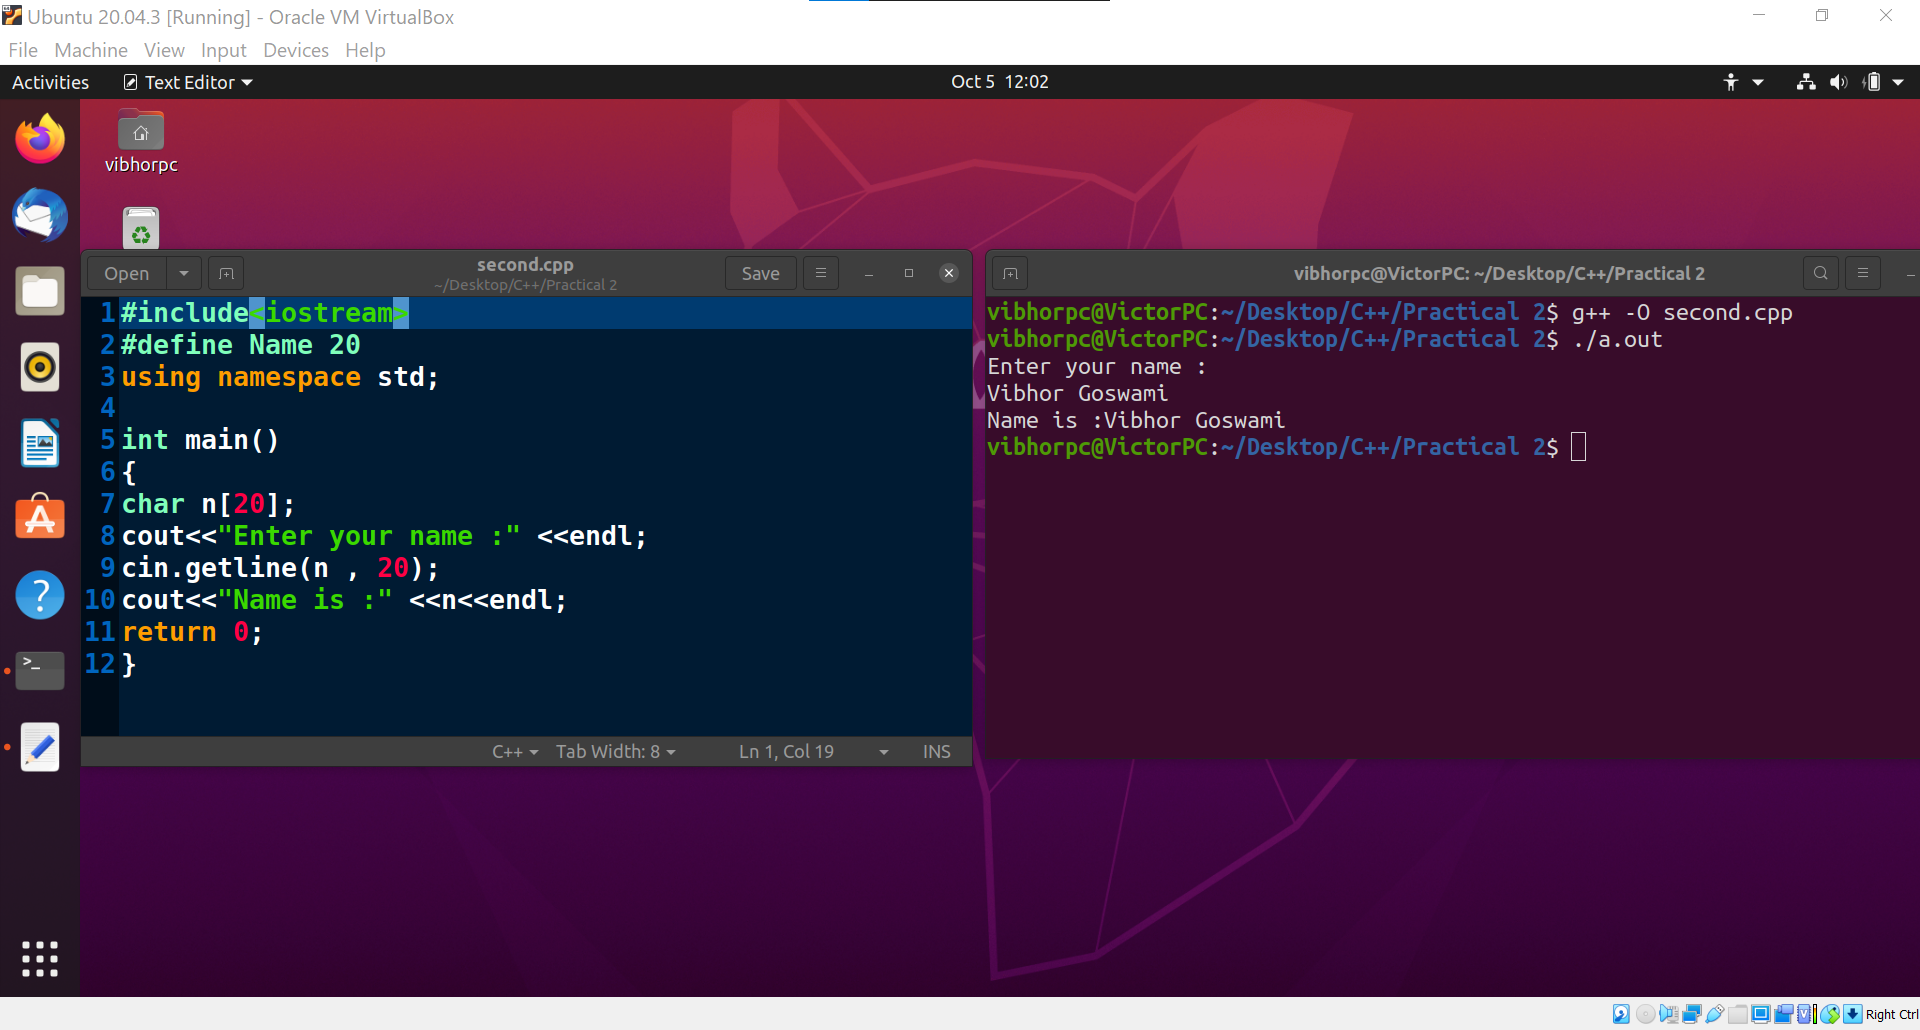 Ubuntu 20.04.3 [Running] - Oracle VM VirtualBox
File Machine View Input Devices Help
Activities Text Editor Oct 5 12:02
vibhorpc
Open second.cpp Save
~/Desktop/C++/Practical 2
1 #include<iostream>
2 #define Name 20
3 using namespace std;
4
5 int main()
6 {
7 char n[20];
8 cout<<"Enter your name :" <<endl;
9 cin.getline(n , 20);
10 cout<<"Name is :" <<n<<endl;
11 return 0;
12 }
C++ Tab Width: 8 Ln 1, Col 19 INS
vibhorpc@VictorPC: ~/Desktop/C++/Practical 2
vibhorpc@VictorPC:~/Desktop/C++/Practical 2$ g++ -O second.cpp
vibhorpc@VictorPC:~/Desktop/C++/Practical 2$ ./a.out
Enter your name :
Vibhor Goswami
Name is :Vibhor Goswami
vibhorpc@VictorPC:~/Desktop/C++/Practical 2$
Right Ctrl